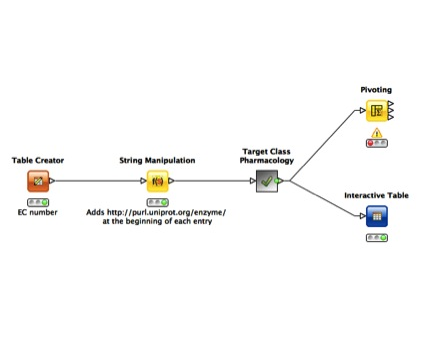 Pivoting
Table Creator
String Manipulation
Target Class
Pharmacology
EC number
Adds http://purl.uniprot.org/enzyme/
at the beginning of each entry
Interactive Table